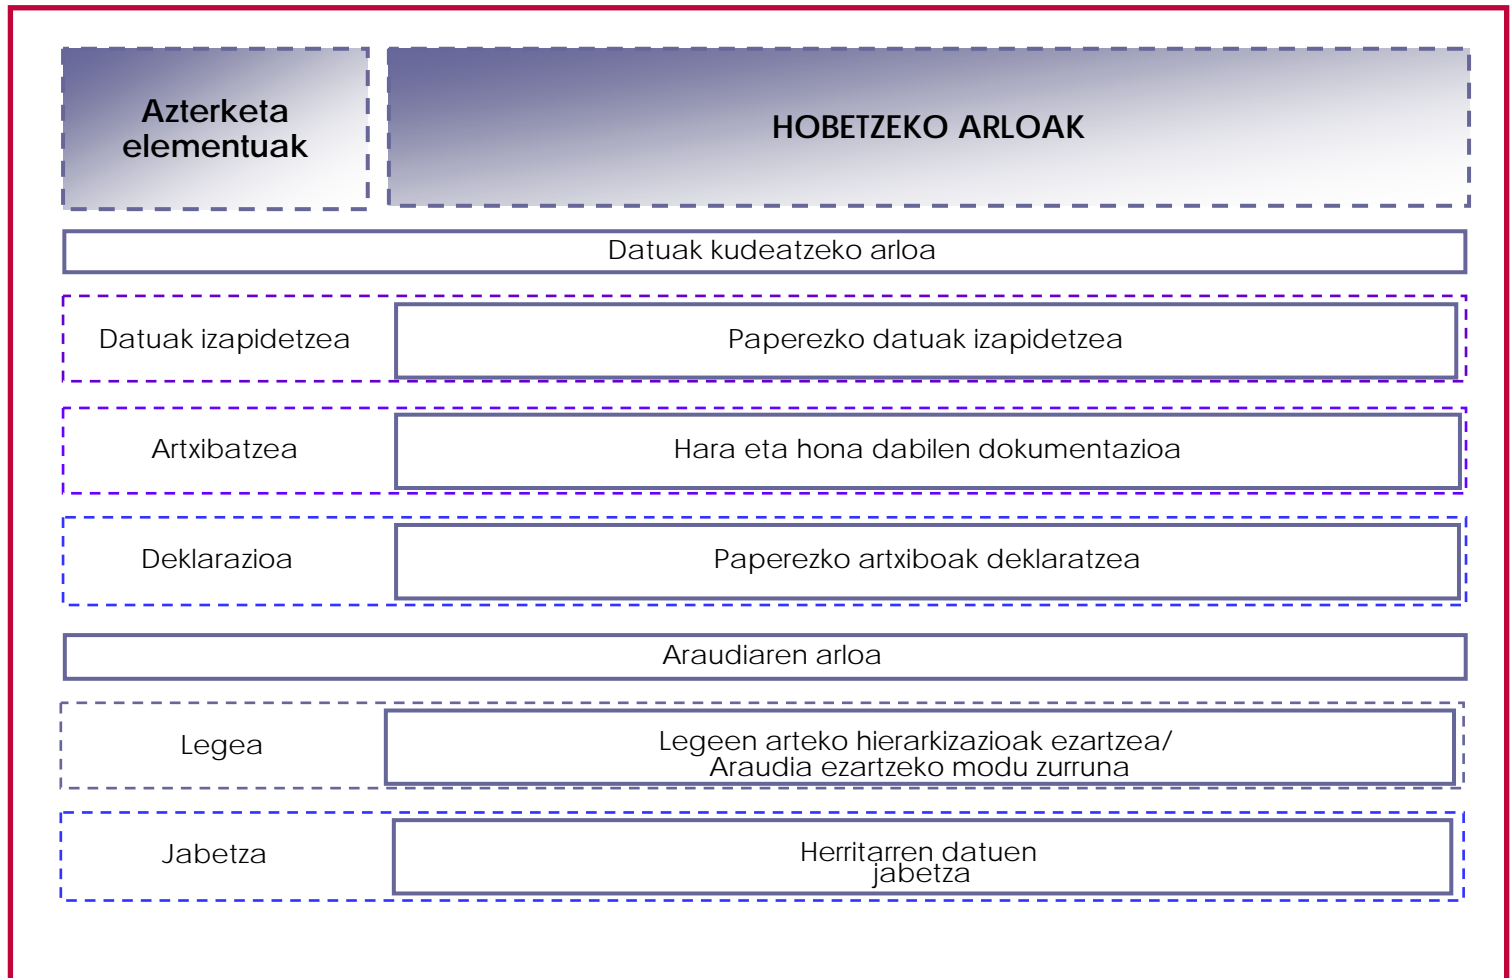 Azterketa
elementuak
HOBETZEKO ARLOAK
Datuak kudeatzeko arloa
Datuak izapidetzea
Paperezko datuak izapidetzea
Artxibatzea
Hara eta hona dabilen dokumentazioa
Deklarazioa
Paperezko artxiboak deklaratzea
Araudiaren arloa
Legea
Legeen arteko hierarkizazioak ezartzea/
Araudia ezartzeko modu zurruna
Jabetza
Herritarren datuen
jabetza